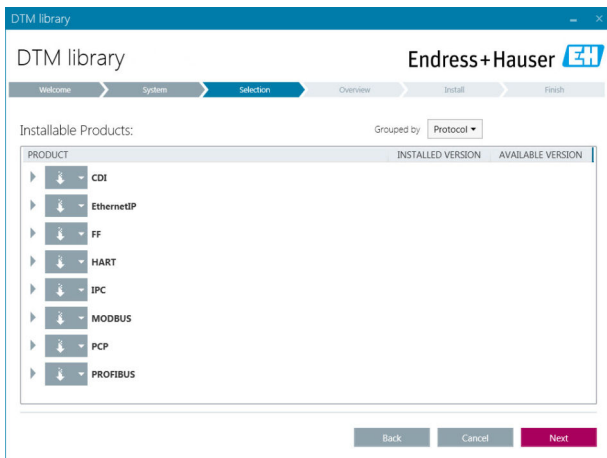 DTM library
DTM library
Endress+Hauser EH
Welcome System Selection Overview Install Finish
Installable Products:
Grouped by Protocol
PRODUCT INSTALLED VERSION AVAILABLE VERSION
CDI
EthernetIP
FF
HART
IPC
MODBUS
PCP
PROFIBUS
Back Cancel Next